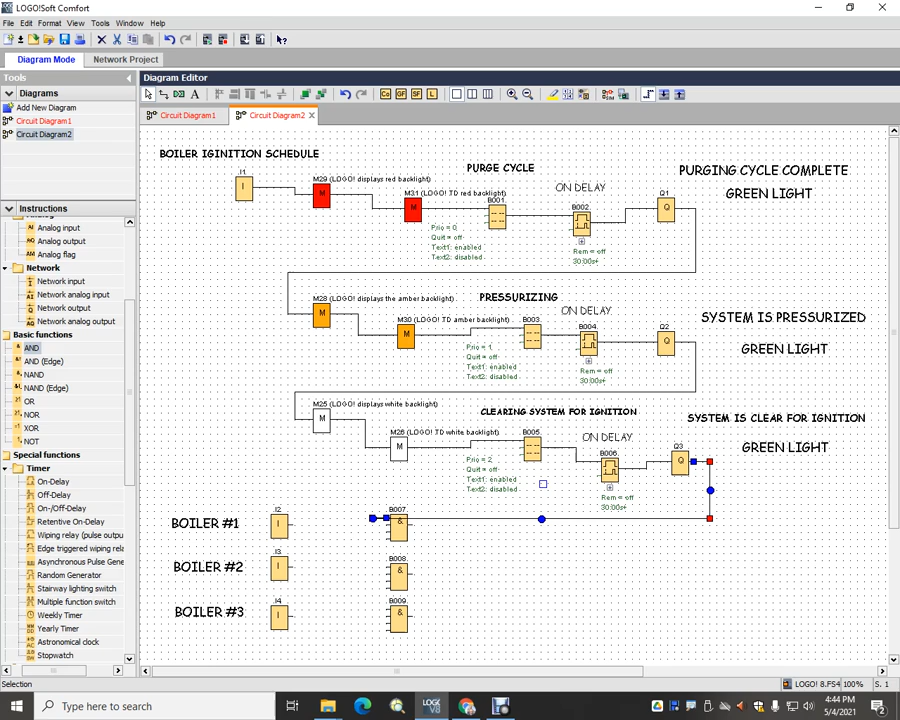 LOGO!Soft Comfort
File Edit Format View Tools Window Help
Diagram Mode Network Project
Tools
Diagram Editor
Diagrams
Add New Diagram
Circuit Diagram1
Circuit Diagram2
Co GF SF L
Circuit Diagram1 Circuit Diagram2
Instructions
Analog
Analog input
Analog output
Analog flag
Network
Network input
Network analog input
Network output
Network analog output
Basic functions
AND
AND (Edge)
NAND
NAND (Edge)
OR
NOR
XOR
NOT
Special functions
Timer
On-Delay
Off-Delay
On-/Off-Delay
Retentive On-Delay
Wiping relay (pulse outpu
Edge triggered wiping rela
Asynchronous Pulse Gene
Random Generator
Stairway lighting switch
Multiple function switch
Weekly Timer
Yearly Timer
Astronomical clock
Stopwatch
BOILER IGINITION SCHEDULE
I1
I
M29 (LOGO! displays red backlight)
M
PURGE CYCLE
M31 (LOGO! TD red backlight)
M
B001
Prio = 0
Quit = off
Text1: enabled
Text2: disabled
ON DELAY
B002
Rem = off
30:00s+
Q1
Q
PURGING CYCLE COMPLETE
GREEN LIGHT
M28 (LOGO! displays the amber backlight)
M
PRESSURIZING
M30 (LOGO! TD amber backlight)
M
B003
Prio = 1
Quit = off
Text1: enabled
Text2: disabled
ON DELAY
B004
Rem = off
30:00s+
Q2
Q
SYSTEM IS PRESSURIZED
GREEN LIGHT
M25 (LOGO! displays white backlight)
M
CLEARING SYSTEM FOR IGNITION
M26 (LOGO! TD white backlight)
M
B005
Prio = 2
Quit = off
Text1: enabled
Text2: disabled
ON DELAY
B006
Rem = off
30:00s+
Q3
Q
SYSTEM IS CLEAR FOR IGNITION
GREEN LIGHT
BOILER #1
I2
I
B007
&
BOILER #2
I3
I
B008
&
BOILER #3
I4
I
B009
&
Selection
LOGO! 8.FS4 100% S. 1
Type here to search
4:44 PM
5/4/2021
2